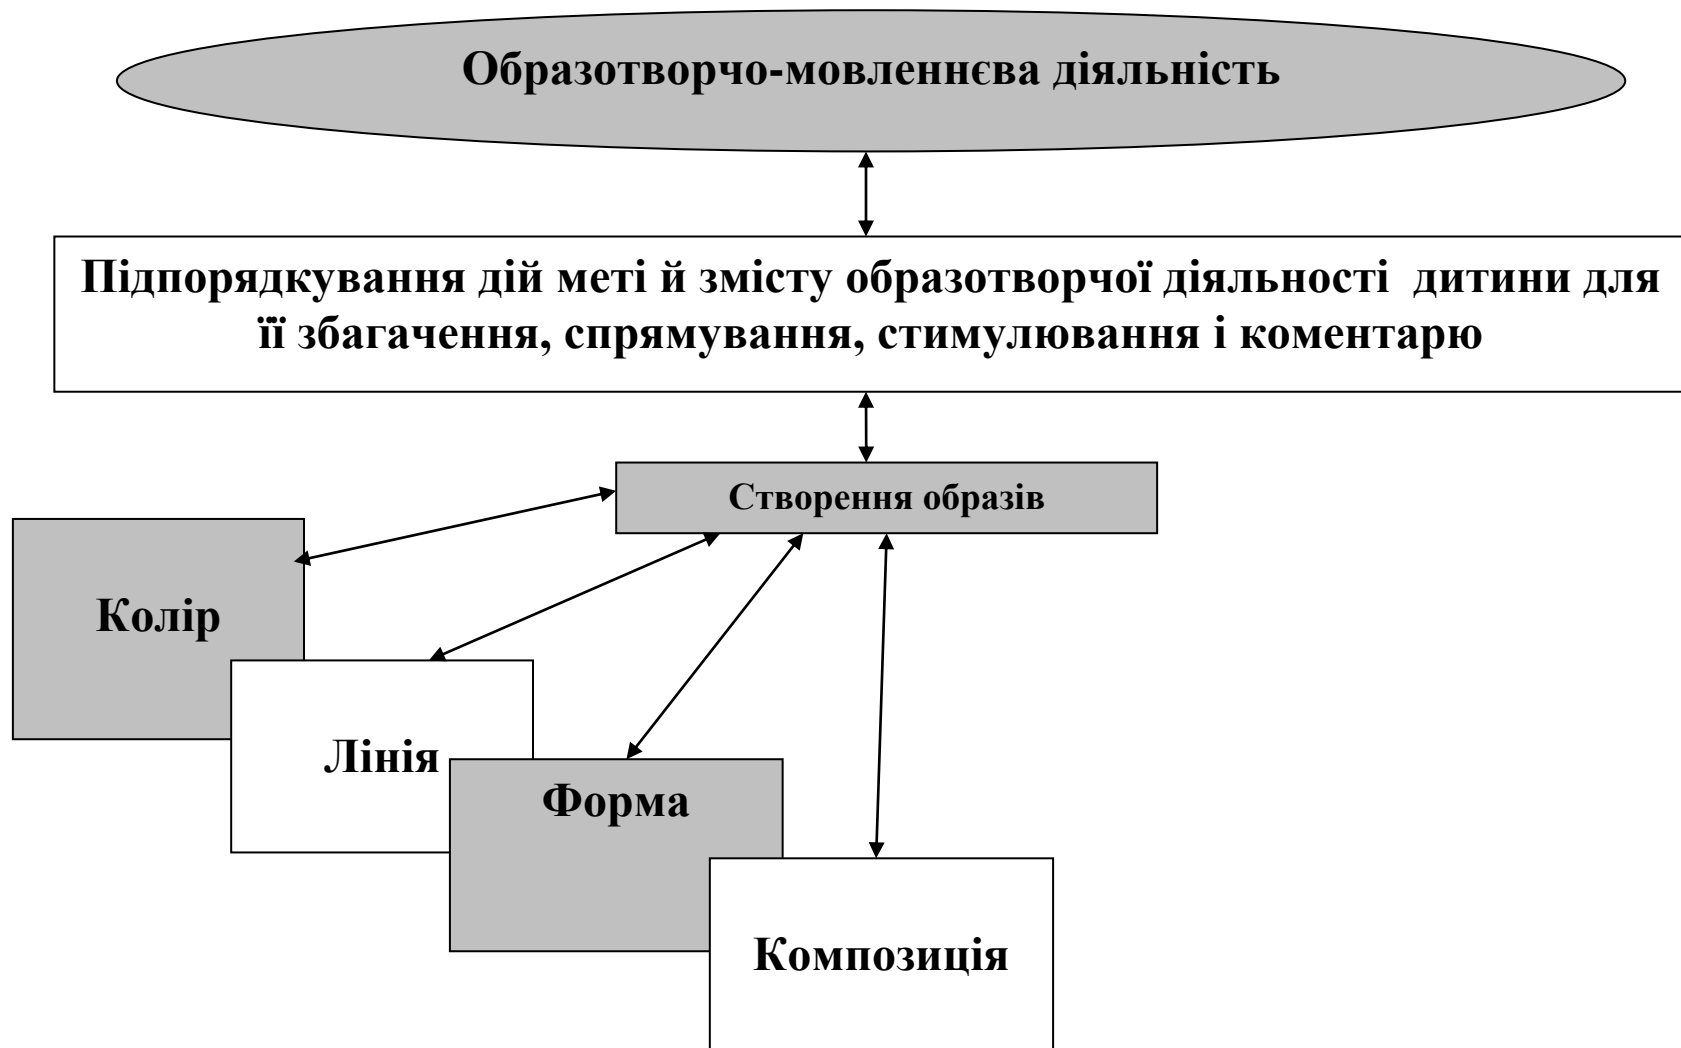 Образотворчо-мовленнєва діяльність
Підпорядкування дій меті й змісту образотворчої діяльності дитини для
її збагачення, спрямування, стимулювання і коментарю
Створення образів
Колір
Лінія
Форма
Композиція